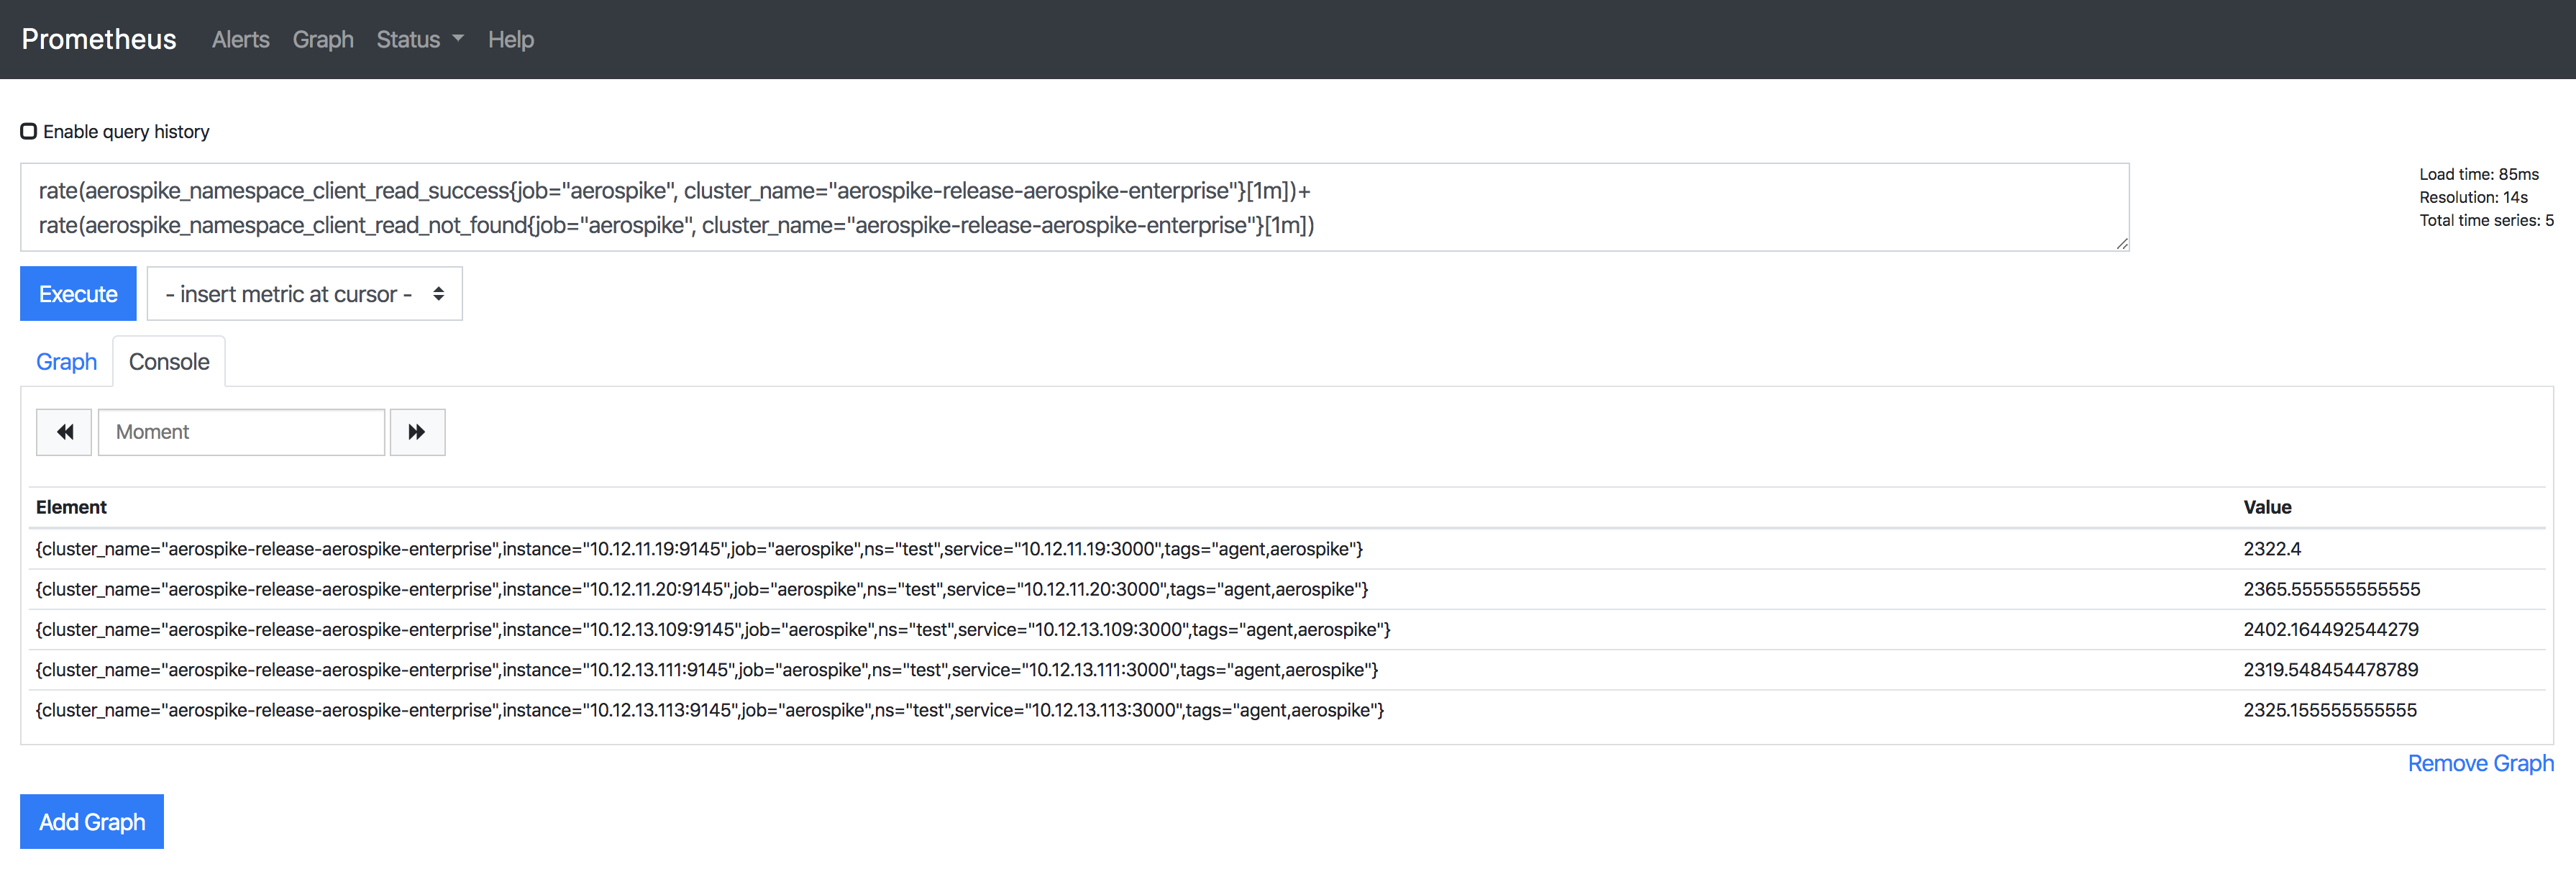 Prometheus Alerts Graph Status Help
Enable query history
rate(aerospike_namespace_client_read_success{job="aerospike", cluster_name="aerospike-release-aerospike-enterprise"}[1m])+
rate(aerospike_namespace_client_read_not_found{job="aerospike", cluster_name="aerospike-release-aerospike-enterprise"}[1m])
Load time: 85ms
Resolution: 14s
Total time series: 5
Execute - insert metric at cursor -
Graph Console
Moment
Element Value
{cluster_name="aerospike-release-aerospike-enterprise",instance="10.12.11.19:9145",job="aerospike",ns="test",service="10.12.11.19:3000",tags="agent,aerospike"} 2322.4
{cluster_name="aerospike-release-aerospike-enterprise",instance="10.12.11.20:9145",job="aerospike",ns="test",service="10.12.11.20:3000",tags="agent,aerospike"} 2365.555555555555
{cluster_name="aerospike-release-aerospike-enterprise",instance="10.12.13.109:9145",job="aerospike",ns="test",service="10.12.13.109:3000",tags="agent,aerospike"} 2402.164492544279
{cluster_name="aerospike-release-aerospike-enterprise",instance="10.12.13.111:9145",job="aerospike",ns="test",service="10.12.13.111:3000",tags="agent,aerospike"} 2319.548454478789
{cluster_name="aerospike-release-aerospike-enterprise",instance="10.12.13.113:9145",job="aerospike",ns="test",service="10.12.13.113:3000",tags="agent,aerospike"} 2325.155555555555
Remove Graph
Add Graph